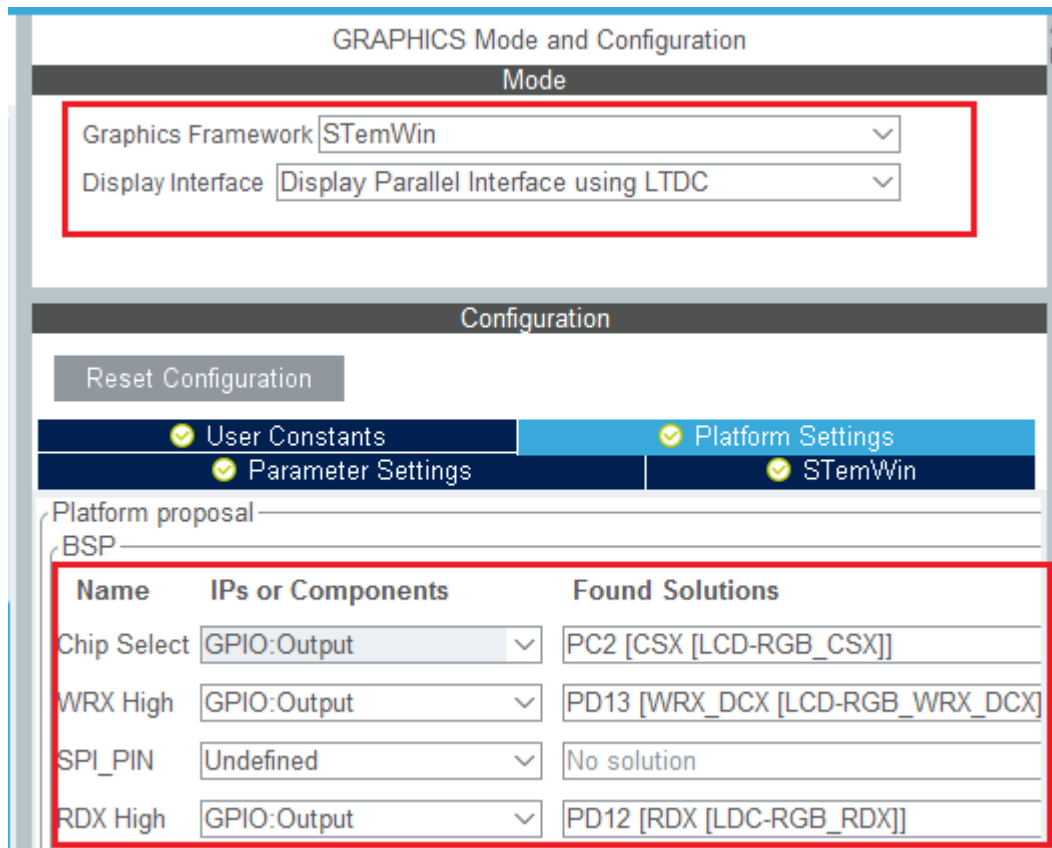 GRAPHICS Mode and Configuration
Mode
Graphics Framework STemWin
Display Interface Display Parallel Interface using LTDC
Configuration
Reset Configuration
User Constants Platform Settings
Parameter Settings STemWin
Platform proposal
BSP
Name IPs or Components Found Solutions
Chip Select GPIO:Output PC2 [CSX [LCD-RGB_CSX]]
WRX High GPIO:Output PD13 [WRX_DCX [LCD-RGB_WRX_DCX]
SPI_PIN Undefined No solution
RDX High GPIO:Output PD12 [RDX [LDC-RGB_RDX]]